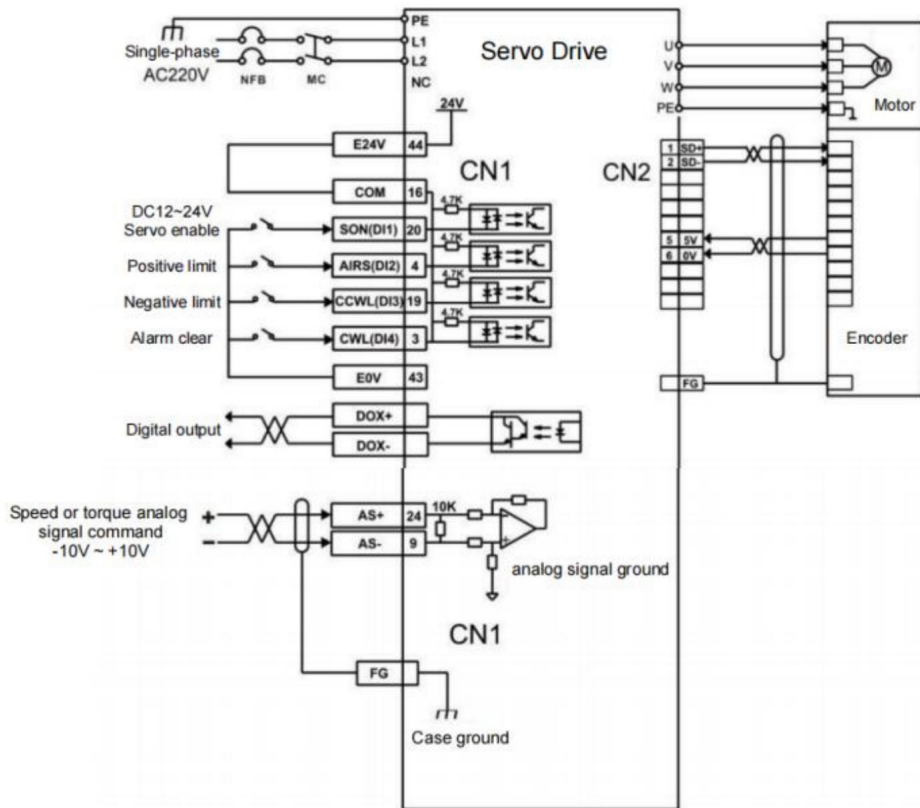 PE
Single-phase
AC220V
NFB
MC
L1
L2
NC
Servo Drive
U
V
W
PE
M
Motor
24V
E24V 44
CN1
COM 16
DC12~24V
Servo enable
SON(DI1) 20
4.7K
Positive limit
AIRS(DI2) 4
4.7K
Negative limit
CCWL(DI3) 19
4.7K
Alarm clear
CWL(DI4) 3
4.7K
E0V 43
CN2
1 SD+
2 SD-
5 5V
6 0V
FG
Encoder
Digital output
DOX+
DOX-
Speed or torque analog
signal command
-10V ~ +10V
+
−
AS+ 24
AS- 9
10K
-
+
analog signal ground
CN1
FG
Case ground